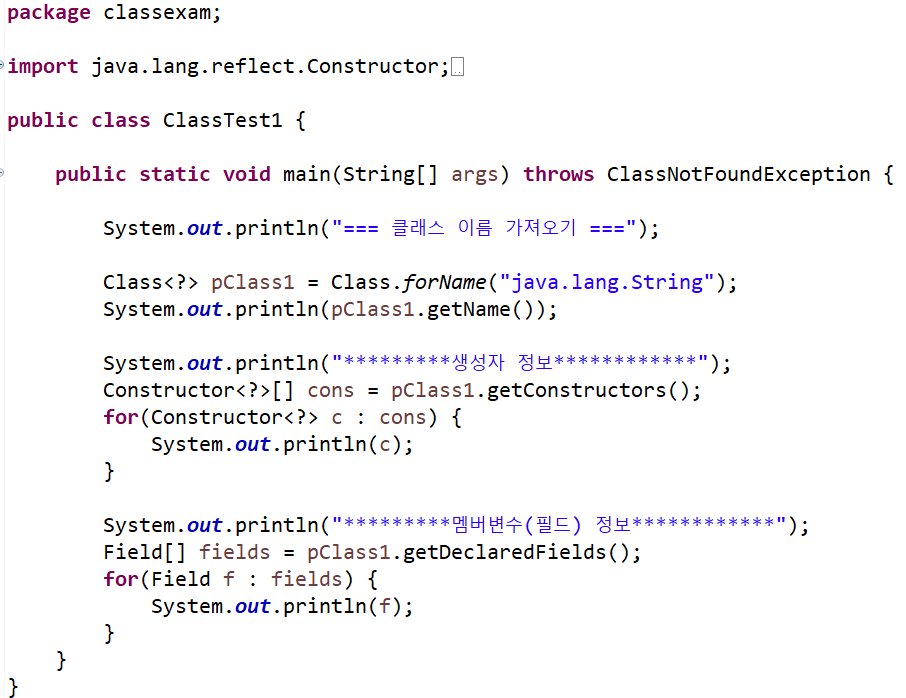 package classexam;
import java.lang.reflect.Constructor;
public class ClassTest1 {
public static void main(String[] args) throws ClassNotFoundException {
System.out.println("=== 클래스 이름 가져오기 ===");
Class<?> pClass1 = Class.forName("java.lang.String");
System.out.println(pClass1.getName());
System.out.println("*********생성자 정보************");
Constructor<?>[] cons = pClass1.getConstructors();
for(Constructor<?> c : cons) {
System.out.println(c);
}
System.out.println("*********멤버변수(필드) 정보************");
Field[] fields = pClass1.getDeclaredFields();
for(Field f : fields) {
System.out.println(f);
}
}
}